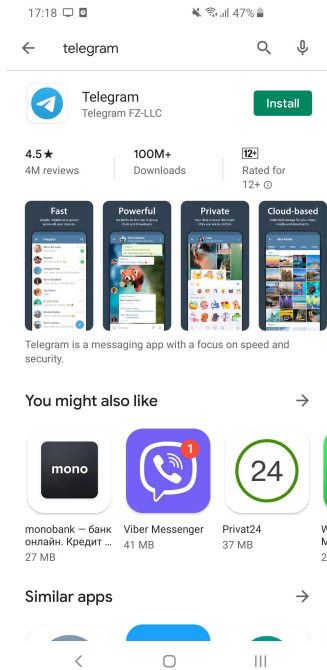 17:18
47%
telegram
Telegram
Telegram FZ-LLC
Install
4.5★
100M+
12+
4M reviews
Downloads
Rated for
12+
Fast
Powerful
Private
Cloud-based
Telegram is a messaging app with a focus on speed and
security.
You might also like
mono
1
24
monobank — банк
онлайн. Кредит ...
27 MB
Viber Messenger
41 MB
Privat24
37 MB
Similar apps